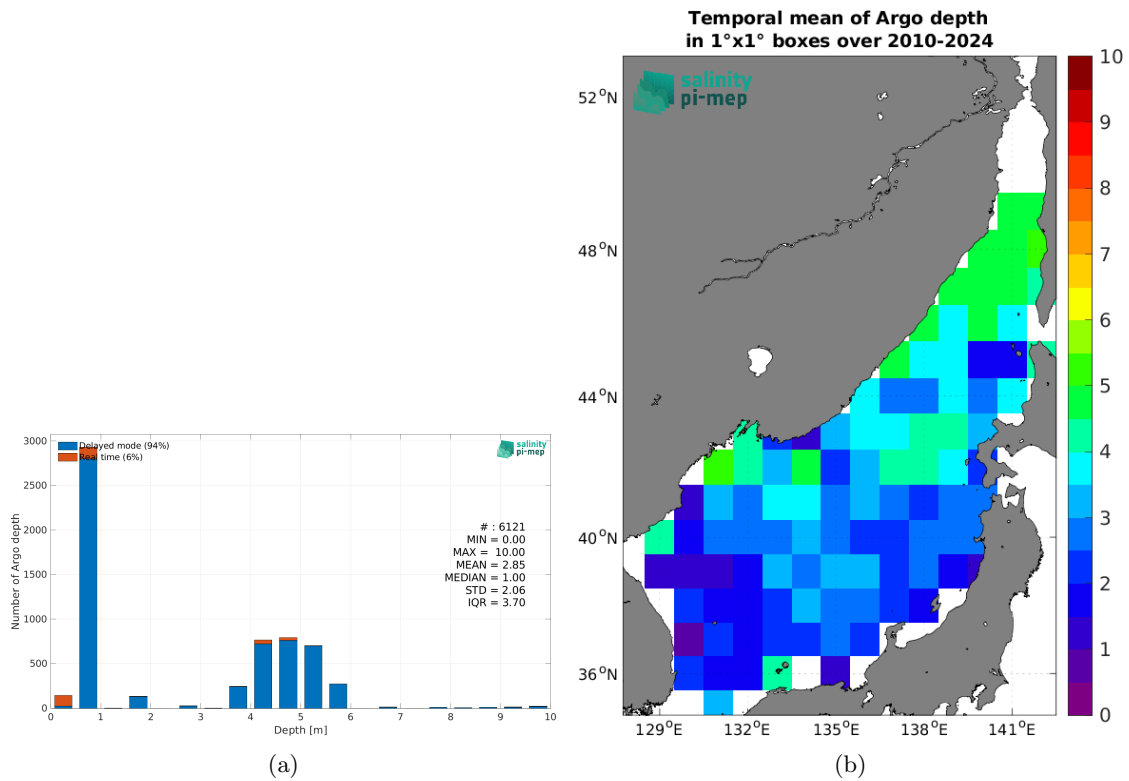 3000
2500
2000
1500
1000
500
0
Number of Argo depth
Delayed mode (94%)
Real time (6%)
salinity
pi-mep
# : 6121
MIN = 0.00
MAX = 10.00
MEAN = 2.85
MEDIAN = 1.00
STD = 2.06
IQR = 3.70
0 1 2 3 4 5 6 7 8 9 10
Depth [m]
(a)
Temporal mean of Argo depth
in 1°x1° boxes over 2010-2024
salinity
pi-mep
52°N
48°N
44°N
40°N
36°N
129°E 132°E 135°E 138°E 141°E
10
9
8
7
6
5
4
3
2
1
0
(b)